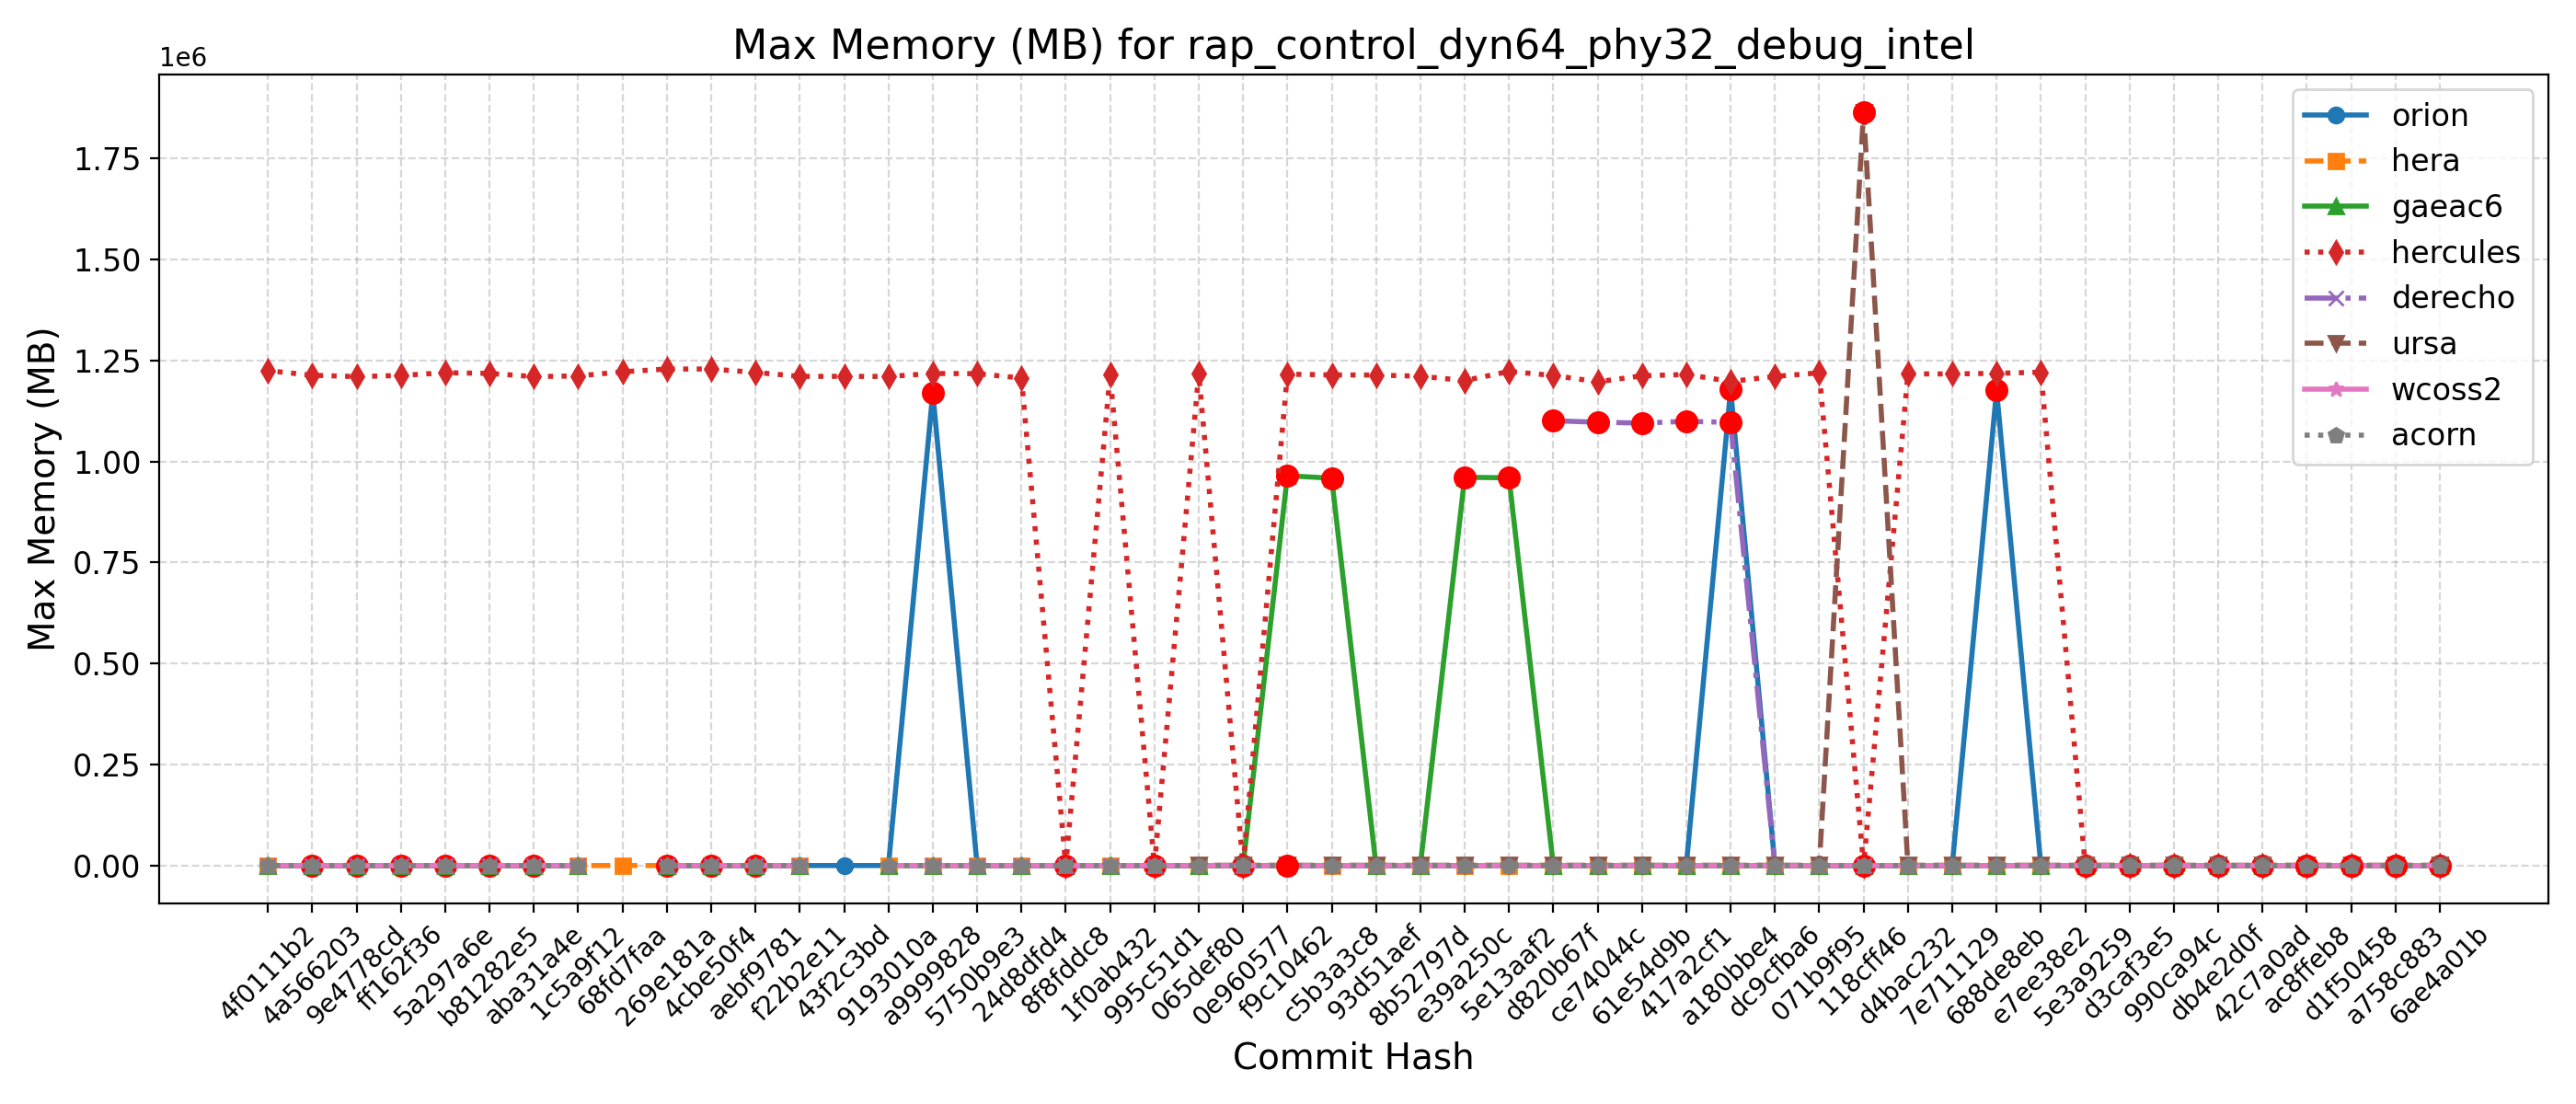 Max Memory (MB) for rap_control_dyn64_phy32_debug_intel
1e6
1.75
1.50
1.25
1.00
0.75
0.50
0.25
0.00
Max Memory (MB)
orion
hera
gaeac6
hercules
derecho
ursa
wcoss2
acorn
4f0111b2
4a566203
9e4778cd
ff162f36
5a297a6e
b81282e5
aba31a4e
1c5a9f12
68fd7faa
269e181a
4cbe50f4
aebf9781
f22b2e11
43f2c3bd
9193010a
a9999828
5750b9e3
24d8dfd4
8f8fddc8
1f0ab432
995c51d1
065def80
0e960577
f9c10462
c5b3a3c8
93d51aef
8b52797d
e39a250c
5e13aaf2
d820b67f
ce74044c
61e54d9b
417a2cf1
a180bbe4
dc9cfba6
071b9f95
118cff46
d4bac232
7e711129
688de8eb
e7ee38e2
5e3a9259
d3caf3e5
990ca94c
db4e2d0f
42c7a0ad
ac8ffeb8
d1f50458
a758c883
6ae4a01b
Commit Hash